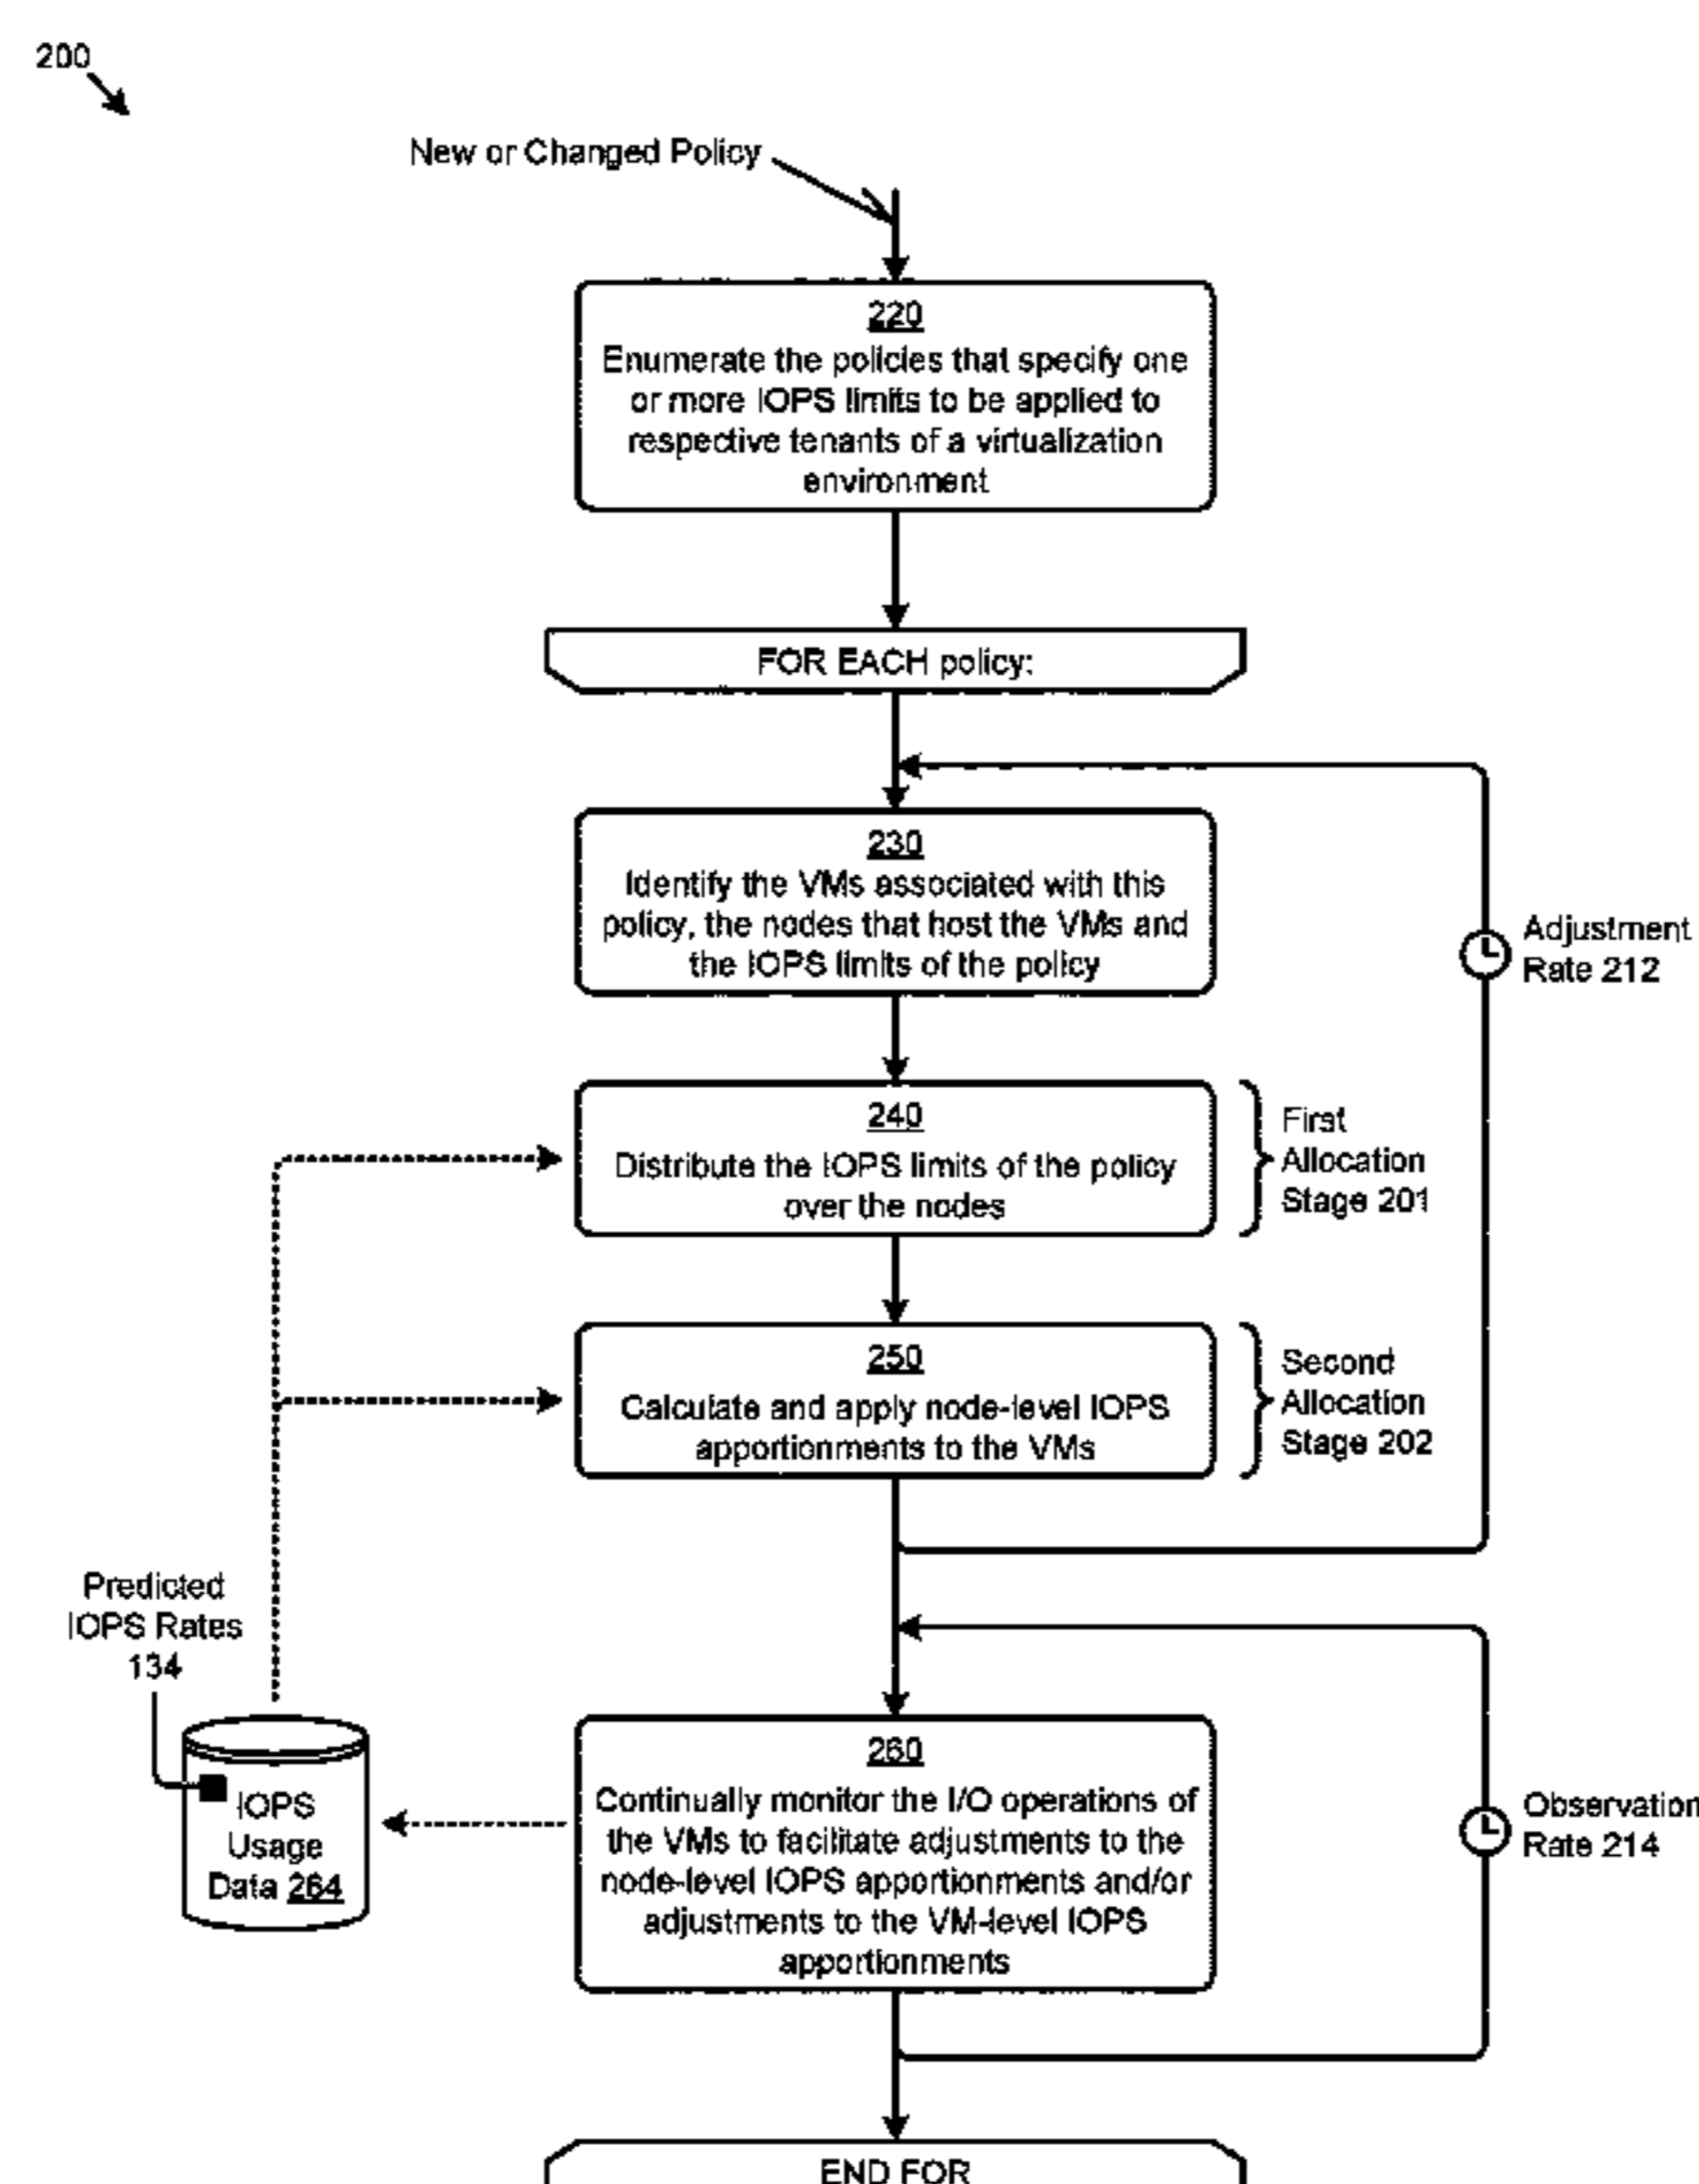 200
New or Changed Policy
220
Enumerate the policies that specify one
or more IOPS limits to be applied to
respective tenants of a virtualization
environment
FOR EACH policy:
230
Identify the VMs associated with this
policy, the nodes that host the VMs and
the IOPS limits of the policy
Adjustment
Rate 212
240
Distribute the IOPS limits of the policy
over the nodes
First
Allocation
Stage 201
250
Calculate and apply node-level IOPS
apportionments to the VMs
Second
Allocation
Stage 202
Predicted
IOPS Rates
134
IOPS
Usage
Data 264
260
Continually monitor the I/O operations of
the VMs to facilitate adjustments to the
node-level IOPS apportionments and/or
adjustments to the VM-level IOPS
apportionments
Observation
Rate 214
END FOR